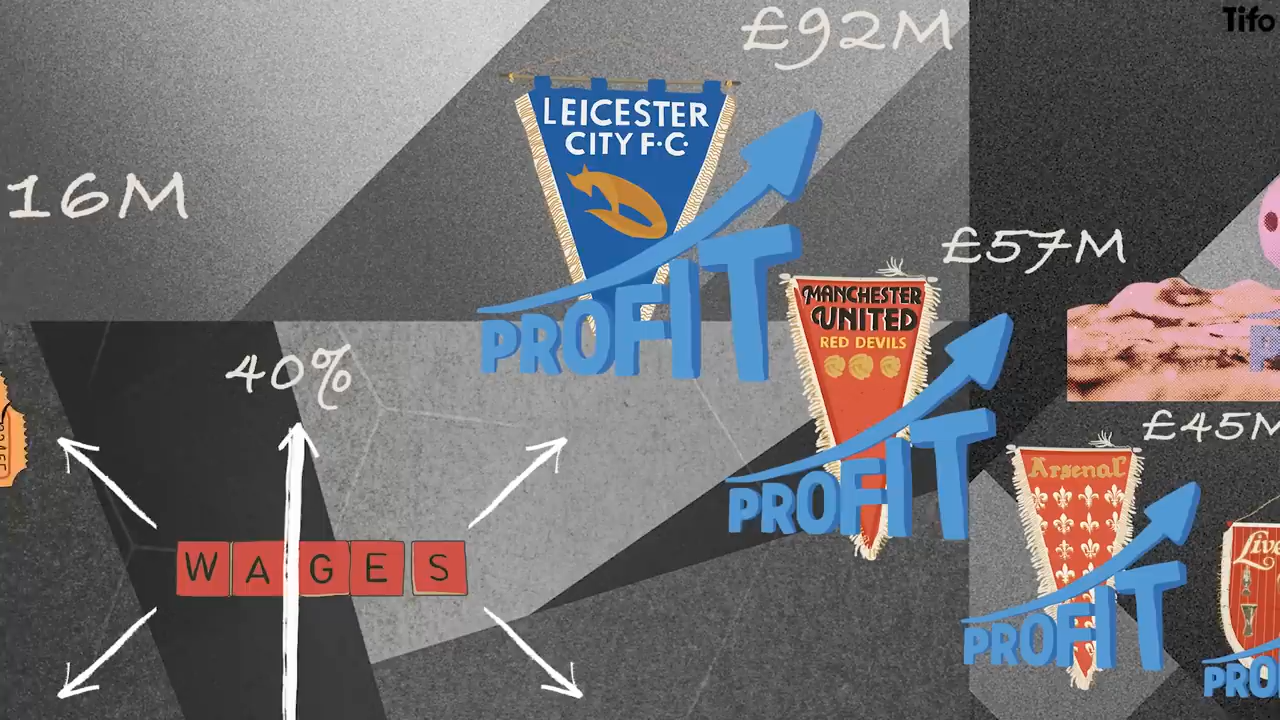 Tifo
£92M
LEICESTER
CITY F·C·
16M
PROFIT
£57M
MANCHESTER
UNITED
RED DEVILS
PROFIT
40%
WAGES
£45M
Arsenal
PROFIT